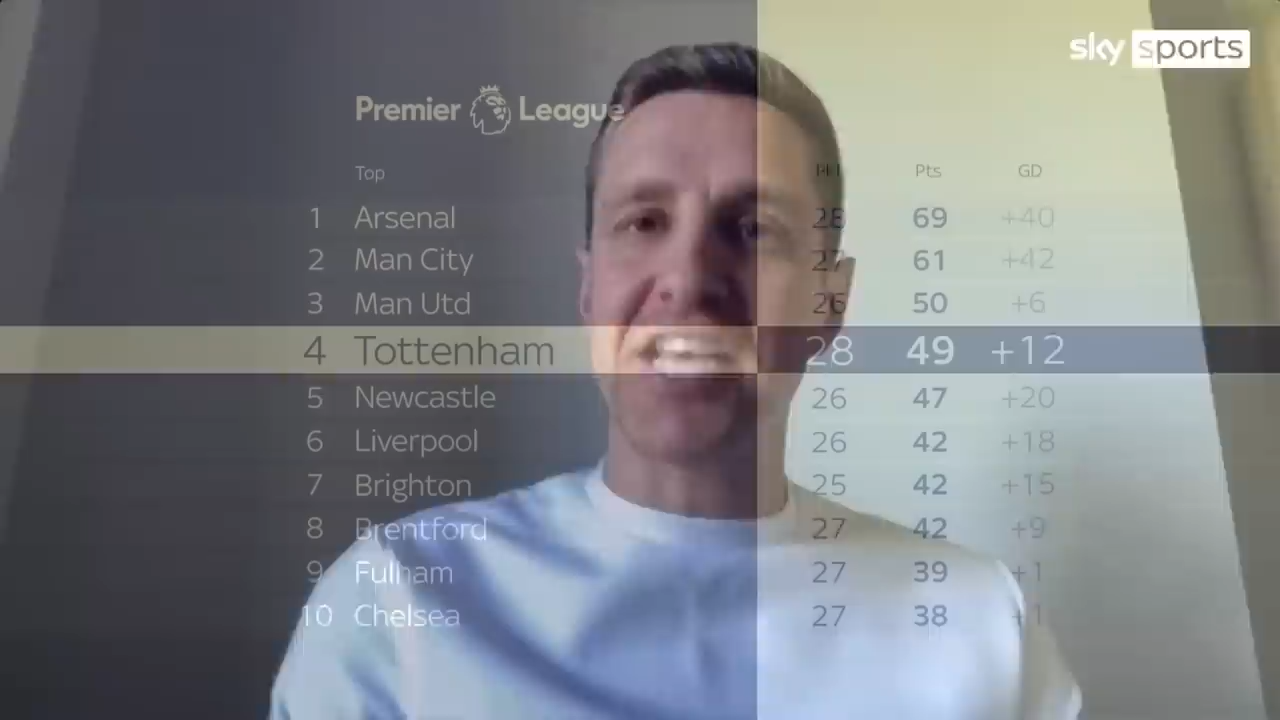 sky sports
Premier League
Top Pl Pts GD
1 Arsenal 28 69 +40
2 Man City 27 61 +42
3 Man Utd 26 50 +6
4 Tottenham 28 49 +12
5 Newcastle 26 47 +20
6 Liverpool 26 42 +18
7 Brighton 25 42 +15
8 Brentford 27 42 +9
9 Fulham 27 39 +1
10 Chelsea 27 38 +1